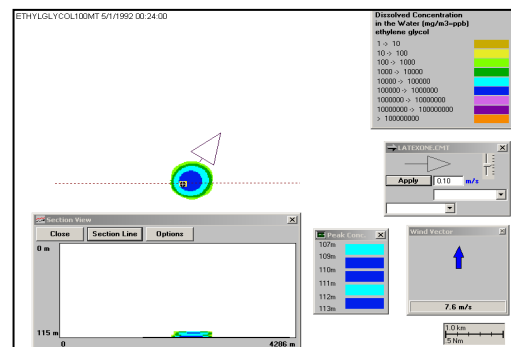 ETHYLGLYCOL100MT 5/1/1992 00:24:00
Dissolved Concentration
in the Water (mg/m3~ppb)
ethylene glycol
1 -> 10
10 -> 100
100 -> 1000
1000 -> 10000
10000 -> 100000
100000 -> 1000000
1000000 -> 10000000
10000000 -> 100000000
> 100000000
LATEXONE.CMT
Apply 0.10 m/s
Section View
Close Section Line Options
0 m
115 m
0 4286 m
Peak Conc.
107m
109m
110m
111m
112m
113m
Wind Vector
7.6 m/s
1.0 km
.5 Nm